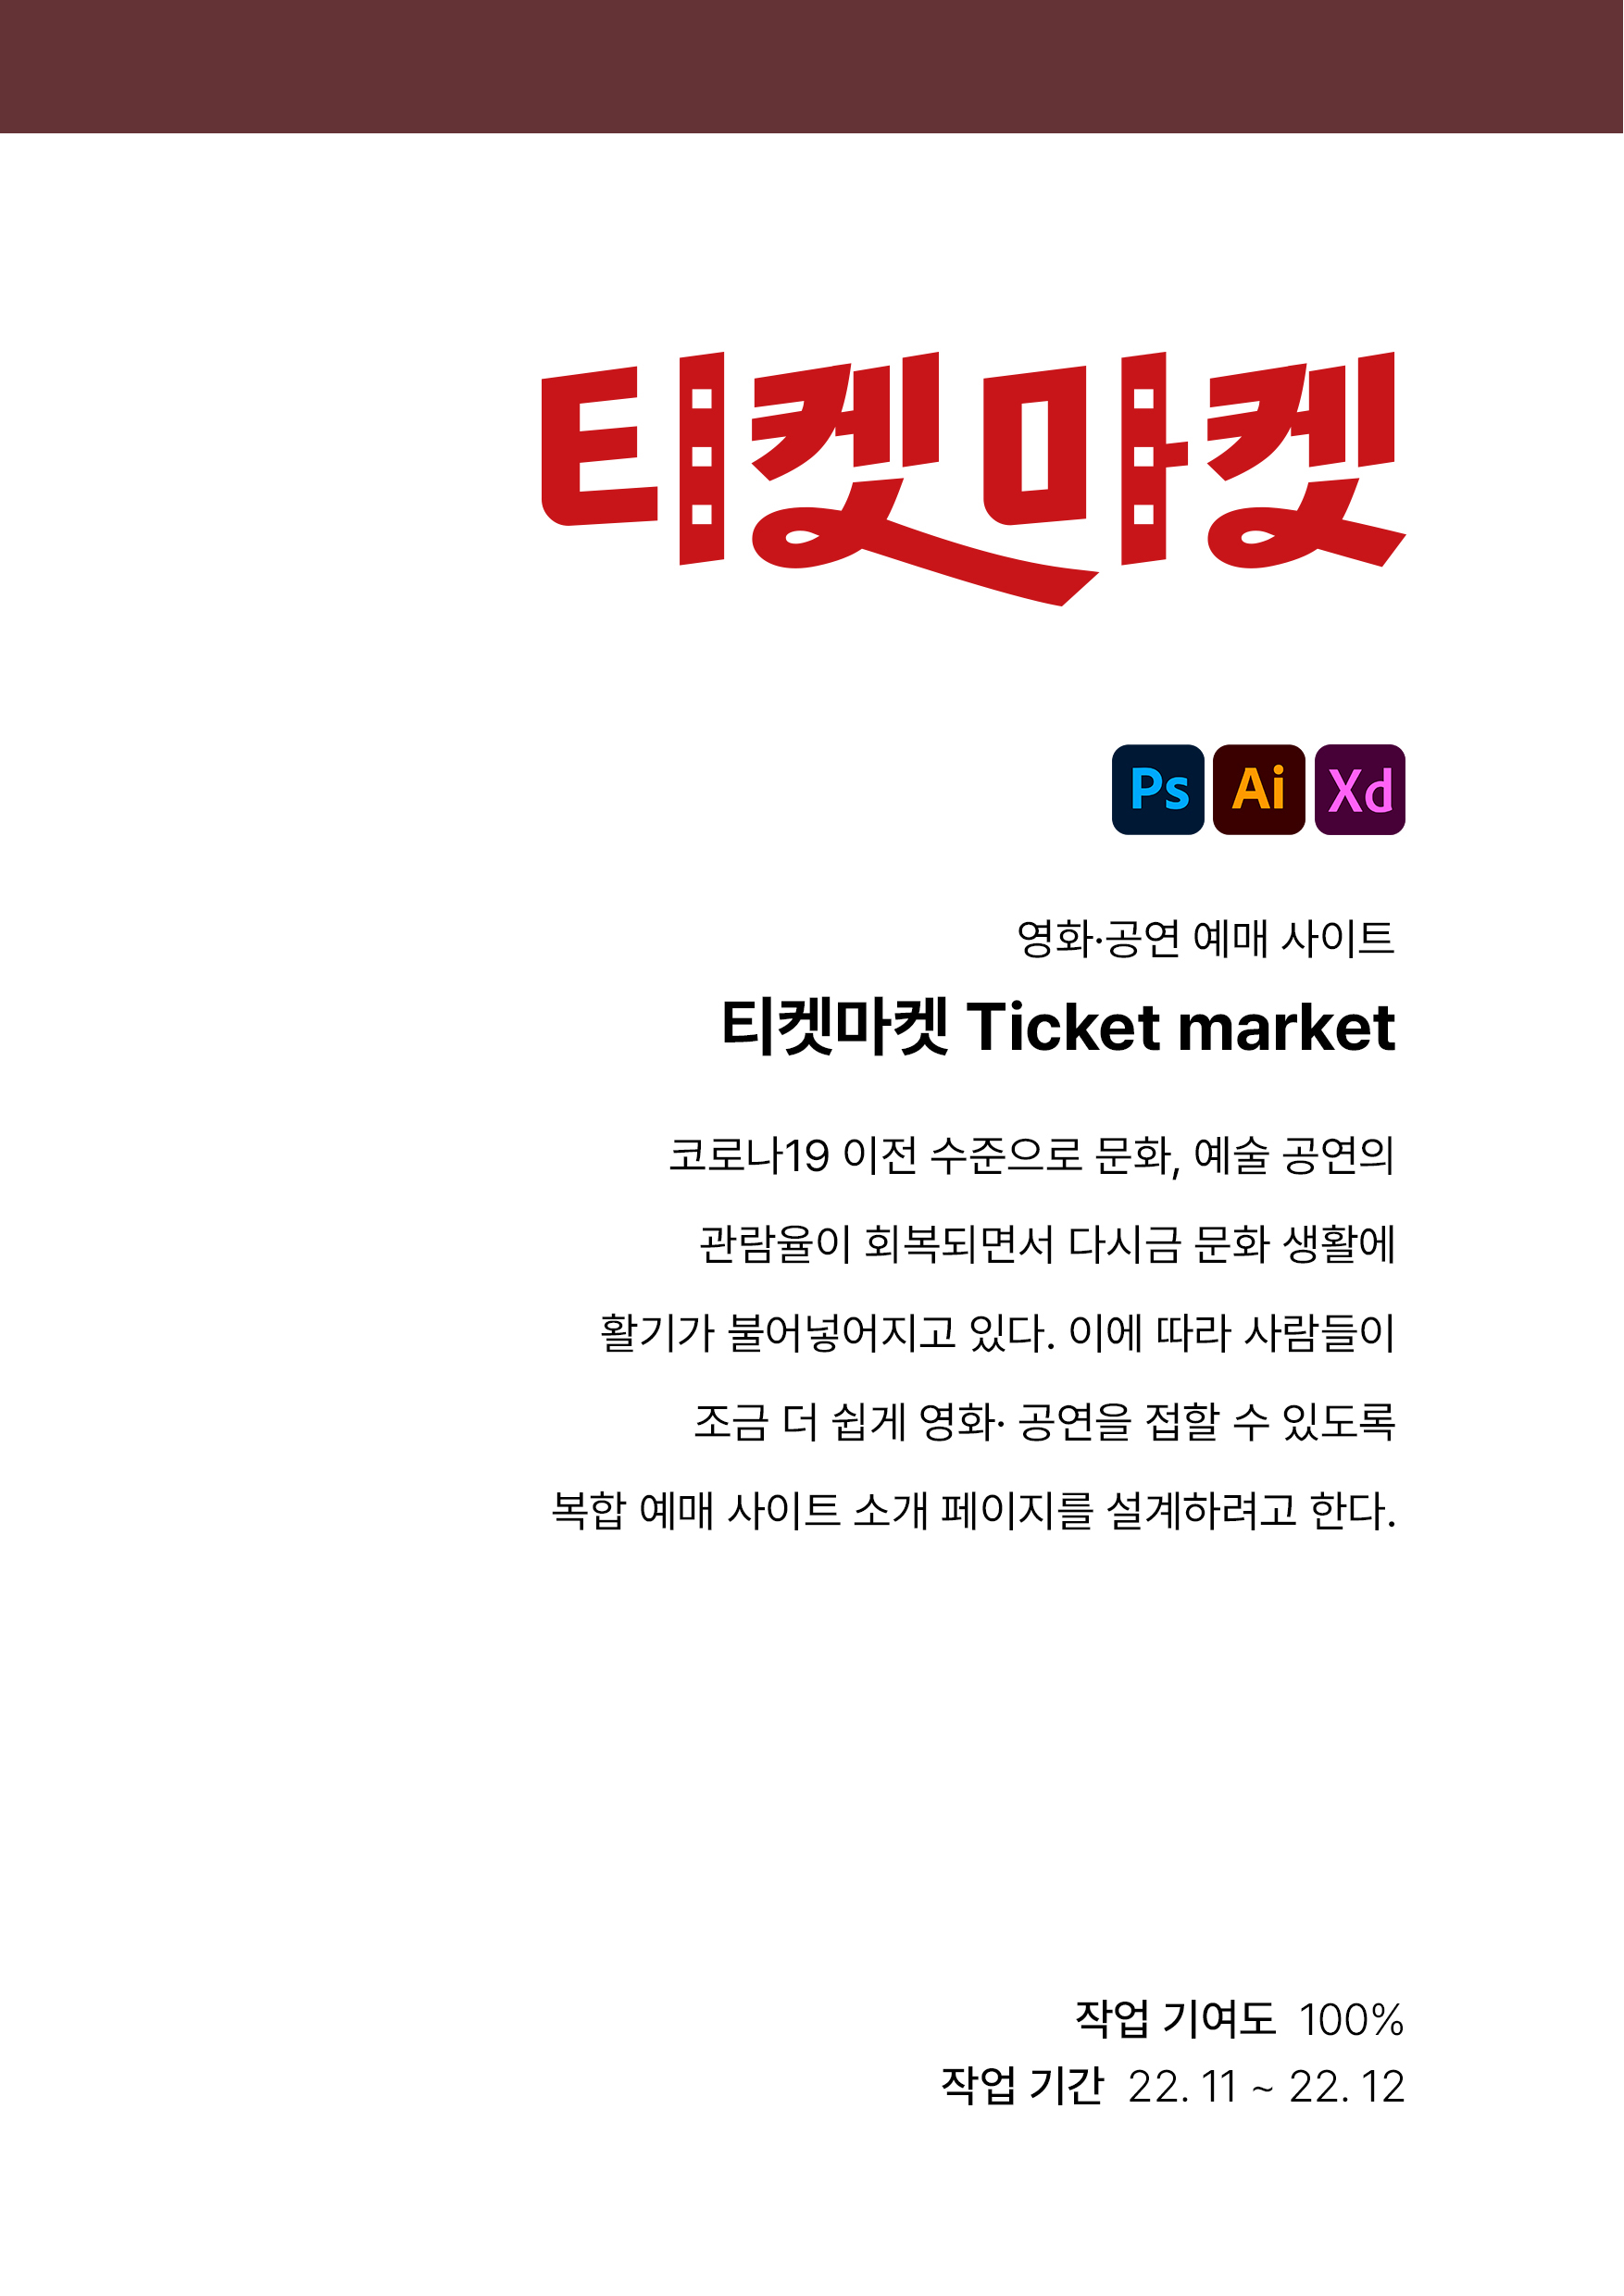 티켓마켓
Ps Ai Xd
영화·공연 예매 사이트
티켓마켓 Ticket market
코로나19 이전 수준으로 문화, 예술 공연의
관람율이 회복되면서 다시금 문화 생활에
활기가 불어넣어지고 있다. 이에 따라 사람들이
조금 더 쉽게 영화· 공연을 접할 수 있도록
복합 예매 사이트 소개 페이지를 설계하려고 한다.
작업 기여도 100%
작업 기간 22. 11 ~ 22. 12